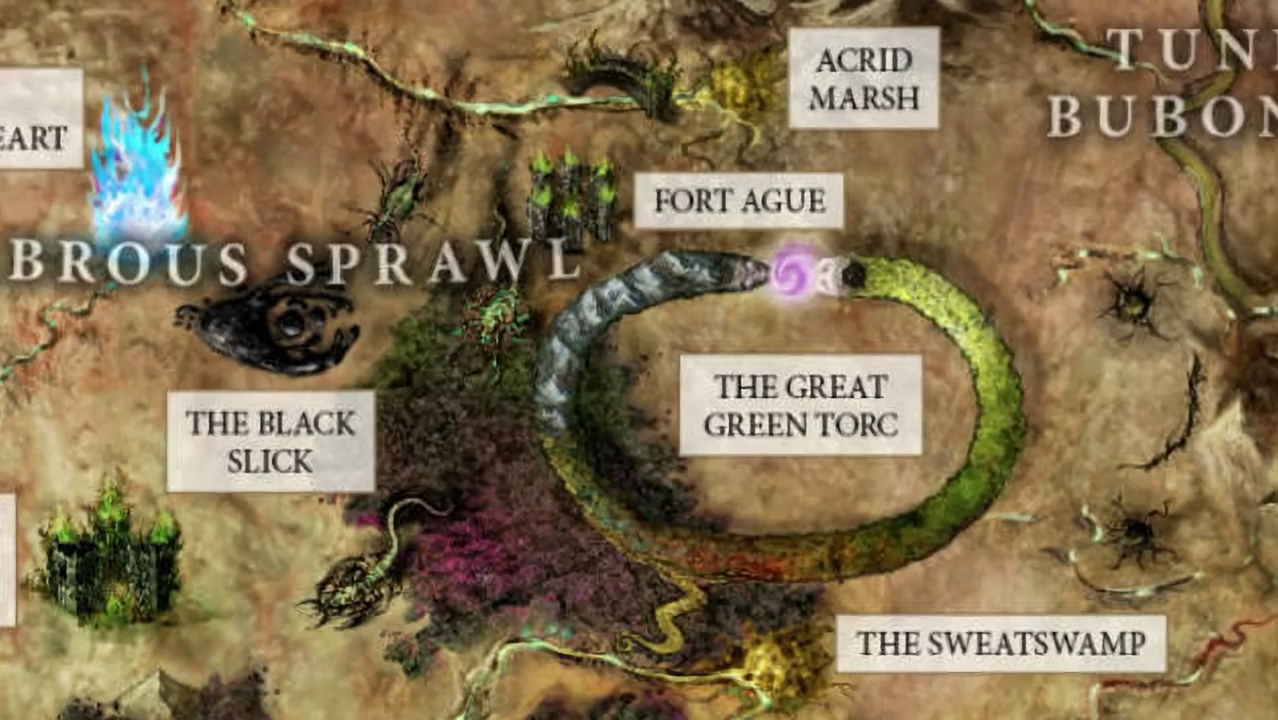 ACRID
MARSH
TUN
BUBON
EART
FORT AGUE
BROUS SPRAWL
THE GREAT
GREEN TORC
THE BLACK
SLICK
THE SWEATSWAMP